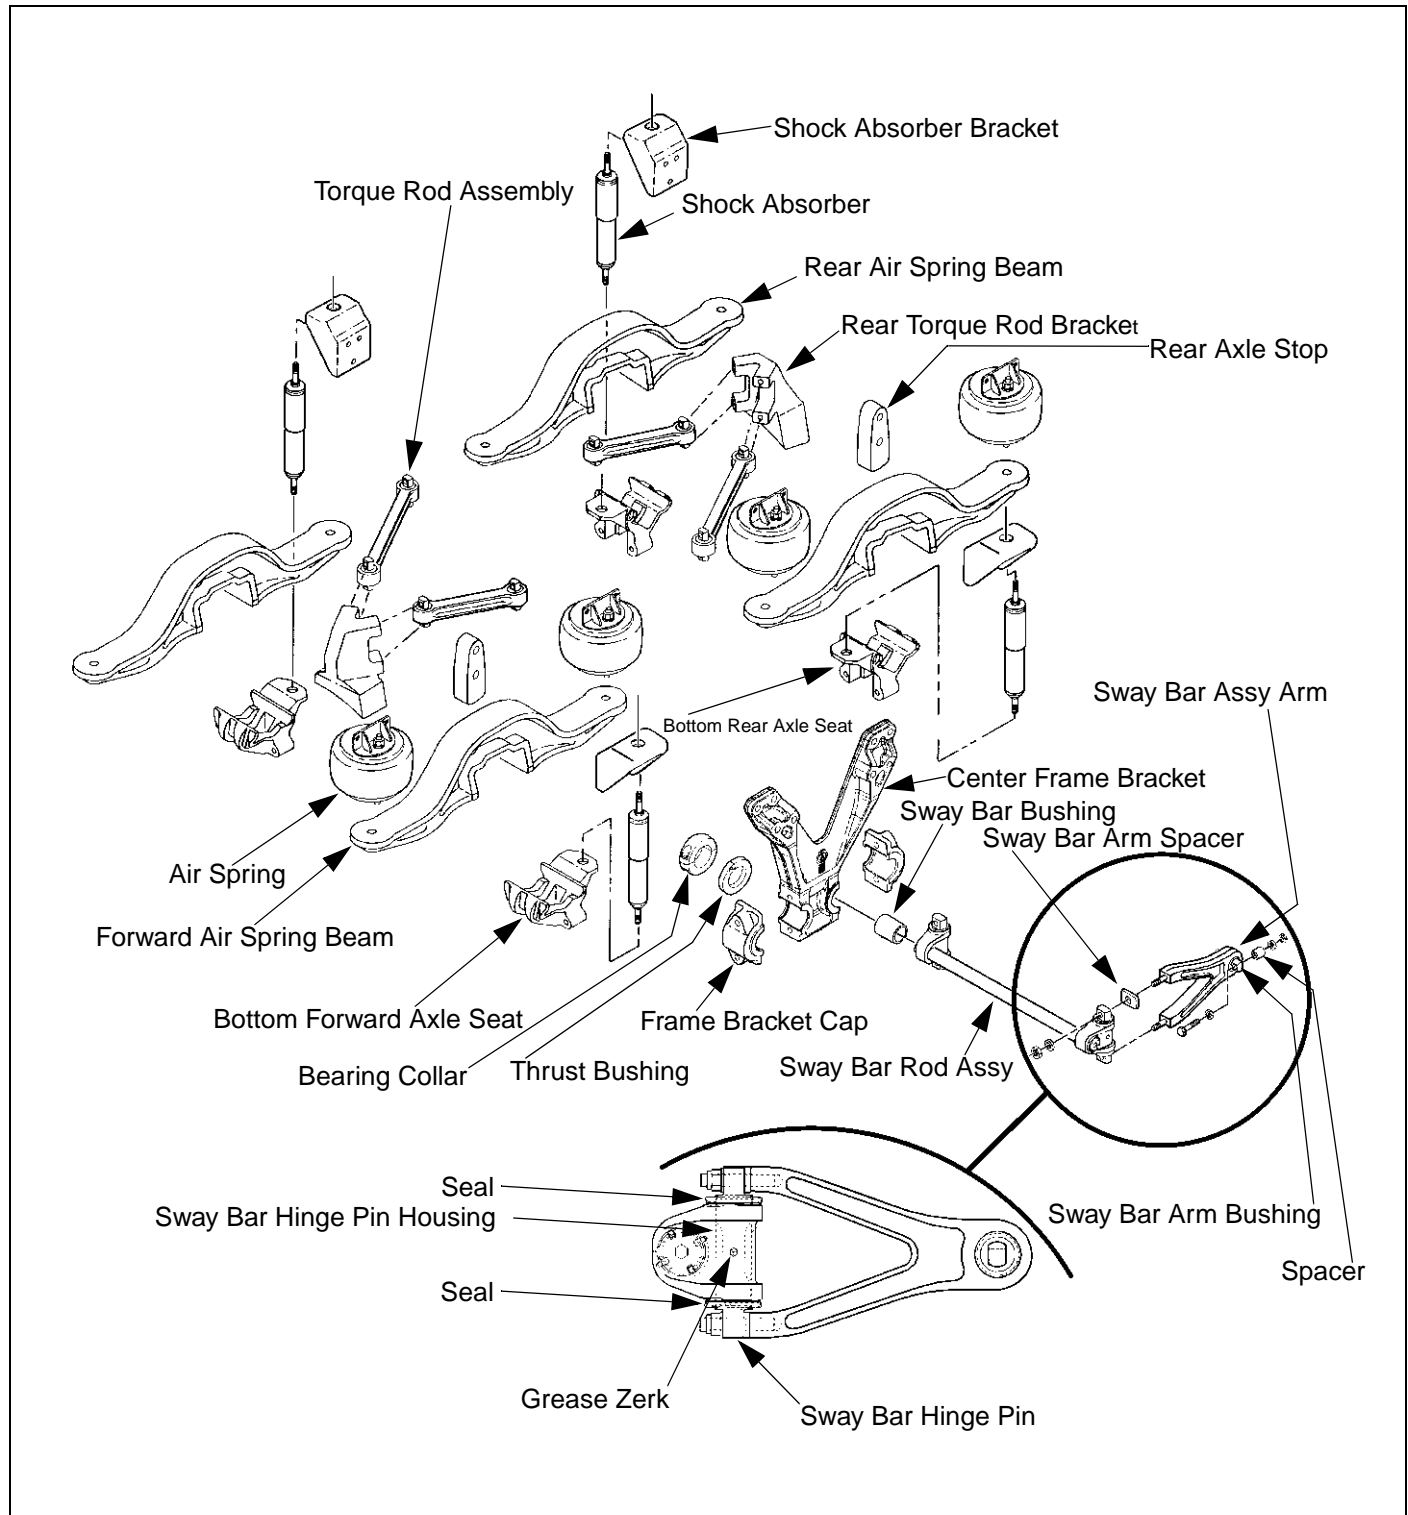 Shock Absorber Bracket
Torque Rod Assembly
Shock Absorber
Rear Air Spring Beam
Rear Torque Rod Bracket
Rear Axle Stop
Sway Bar Assy Arm
Bottom Rear Axle Seat
Center Frame Bracket
Sway Bar Bushing
Sway Bar Arm Spacer
Air Spring
Forward Air Spring Beam
Bottom Forward Axle Seat
Frame Bracket Cap
Bearing Collar
Thrust Bushing
Sway Bar Rod Assy
Seal
Sway Bar Hinge Pin Housing
Sway Bar Arm Bushing
Spacer
Seal
Grease Zerk
Sway Bar Hinge Pin